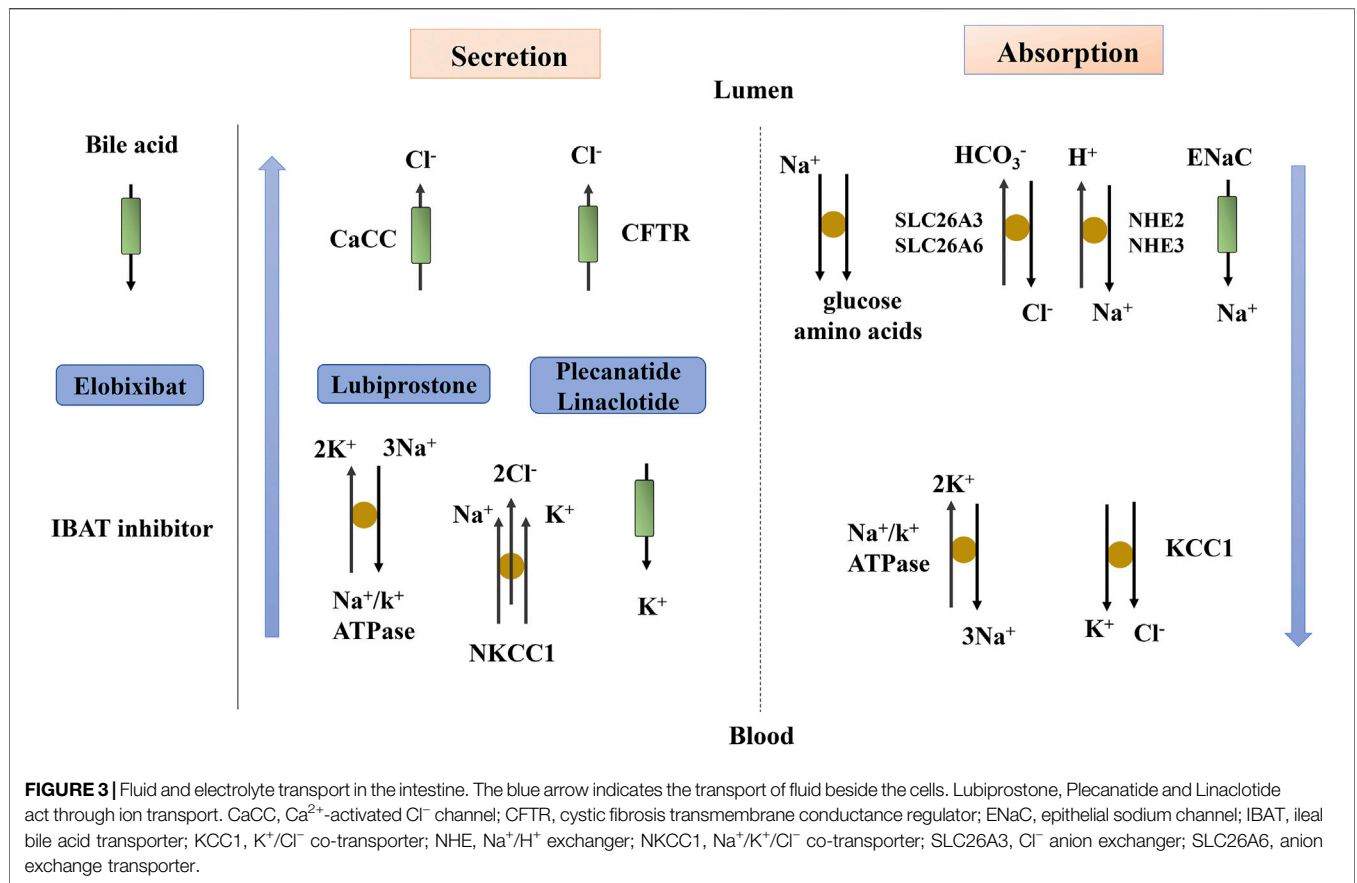 Secretion
Absorption
Lumen
Bile acid
Cl⁻
Cl⁻
CaCC
CFTR
Na⁺
HCO₃⁻
H⁺
ENaC
SLC26A3
SLC26A6
NHE2
NHE3
glucose
amino acids
Cl⁻
Na⁺
Na⁺
Elobixibat
Lubiprostone
Plecanatide
Linaclotide
IBAT inhibitor
2K⁺
3Na⁺
2Cl⁻
Na⁺
K⁺
Na⁺/k⁺
ATPase
NKCC1
K⁺
2K⁺
Na⁺/k⁺
ATPase
3Na⁺
KCC1
K⁺
Cl⁻
Blood
FIGURE 3 | Fluid and electrolyte transport in the intestine. The blue arrow indicates the transport of fluid beside the cells. Lubiprostone, Plecanatide and Linaclotide
act through ion transport. CaCC, Ca²⁺-activated Cl⁻ channel; CFTR, cystic fibrosis transmembrane conductance regulator; ENaC, epithelial sodium channel; IBAT, ileal
bile acid transporter; KCC1, K⁺/Cl⁻ co-transporter; NHE, Na⁺/H⁺ exchanger; NKCC1, Na⁺/K⁺/Cl⁻ co-transporter; SLC26A3, Cl⁻ anion exchanger; SLC26A6, anion
exchange transporter.